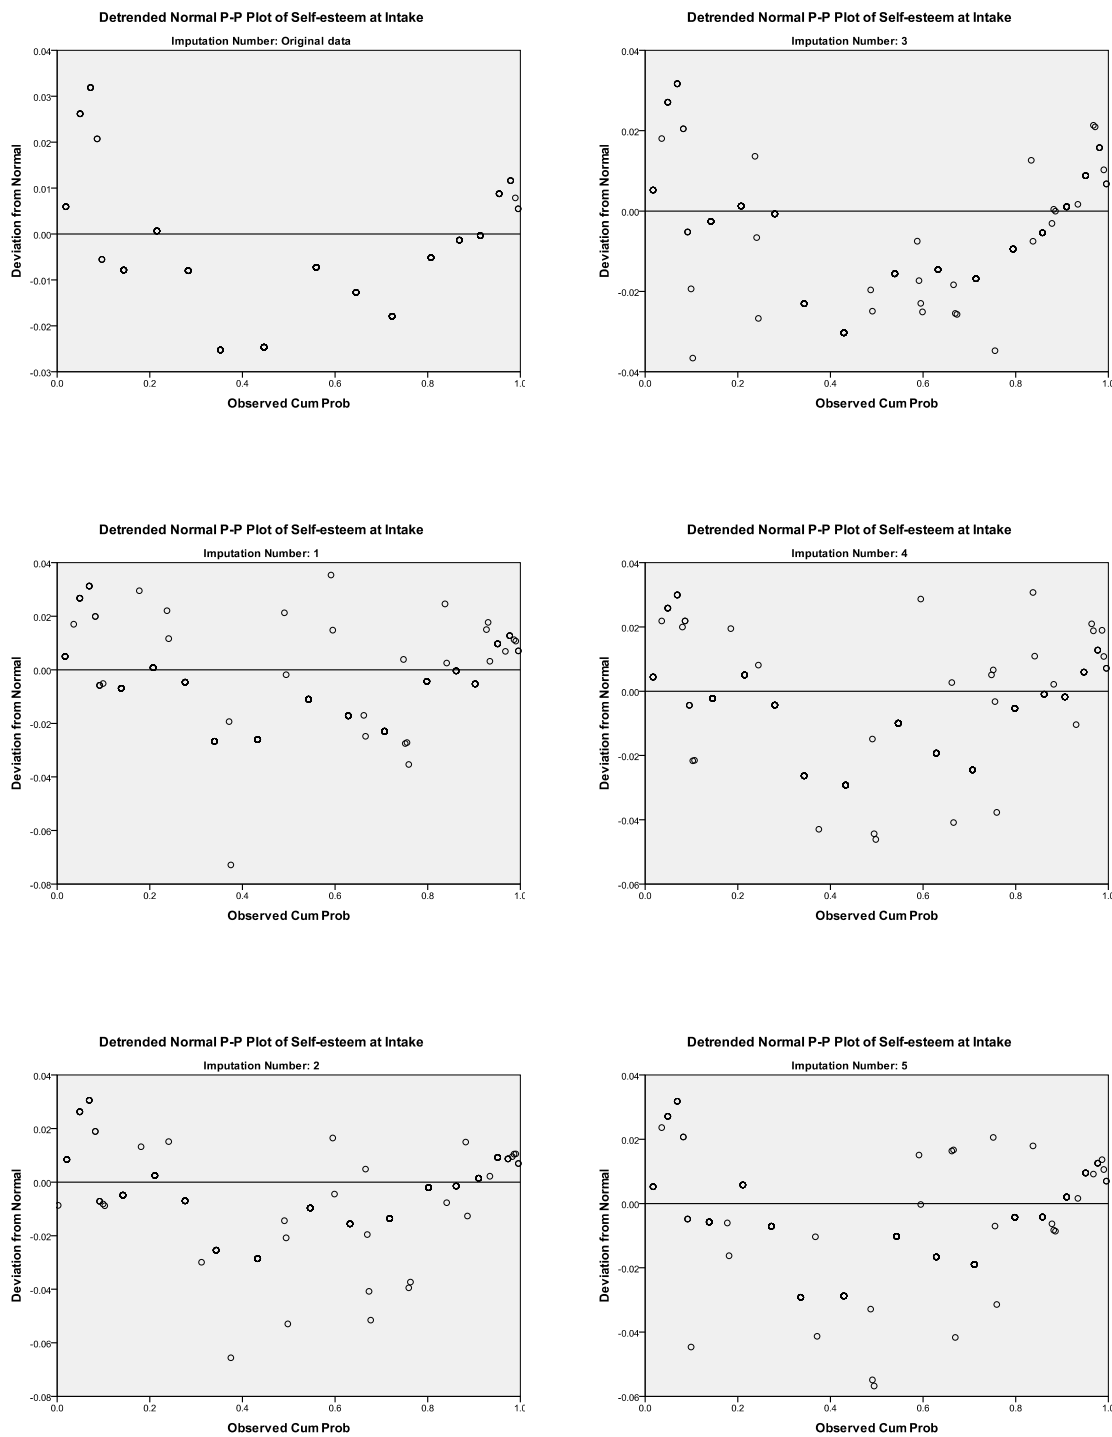 Detrended Normal P-P Plot of Self-esteem at Intake
Imputation Number: Original data
0.04
0.03
0.02
0.01
0.00
-0.01
-0.02
-0.03
Deviation from Normal
0.0 0.2 0.4 0.6 0.8 1.0
Observed Cum Prob
Detrended Normal P-P Plot of Self-esteem at Intake
Imputation Number: 3
0.04
0.02
0.00
-0.02
-0.04
Deviation from Normal
0.0 0.2 0.4 0.6 0.8 1.0
Observed Cum Prob
Detrended Normal P-P Plot of Self-esteem at Intake
Imputation Number: 1
0.04
0.02
0.00
-0.02
-0.04
-0.06
-0.08
Deviation from Normal
0.0 0.2 0.4 0.6 0.8 1.0
Observed Cum Prob
Detrended Normal P-P Plot of Self-esteem at Intake
Imputation Number: 4
0.04
0.02
0.00
-0.02
-0.04
-0.06
Deviation from Normal
0.0 0.2 0.4 0.6 0.8 1.0
Observed Cum Prob
Detrended Normal P-P Plot of Self-esteem at Intake
Imputation Number: 2
0.04
0.02
0.00
-0.02
-0.04
-0.06
-0.08
Deviation from Normal
0.0 0.2 0.4 0.6 0.8 1.0
Observed Cum Prob
Detrended Normal P-P Plot of Self-esteem at Intake
Imputation Number: 5
0.04
0.02
0.00
-0.02
-0.04
-0.06
Deviation from Normal
0.0 0.2 0.4 0.6 0.8 1.0
Observed Cum Prob